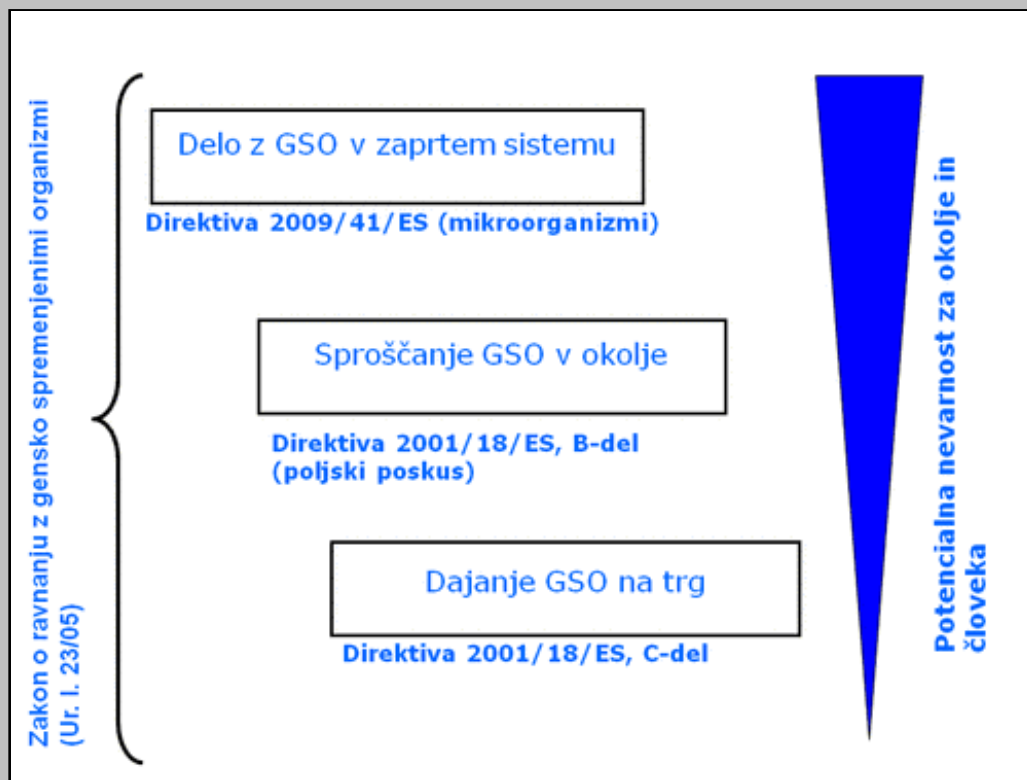 Zakon o ravnanju z gensko spremenjenimi organizmi
(Ur. l. 23/05)
Delo z GSO v zaprtem sistemu
Direktiva 2009/41/ES (mikroorganizmi)
Sproščanje GSO v okolje
Direktiva 2001/18/ES, B-del
(poljski poskus)
Dajanje GSO na trg
Direktiva 2001/18/ES, C-del
Potencialna nevarnost za okolje in
človeka